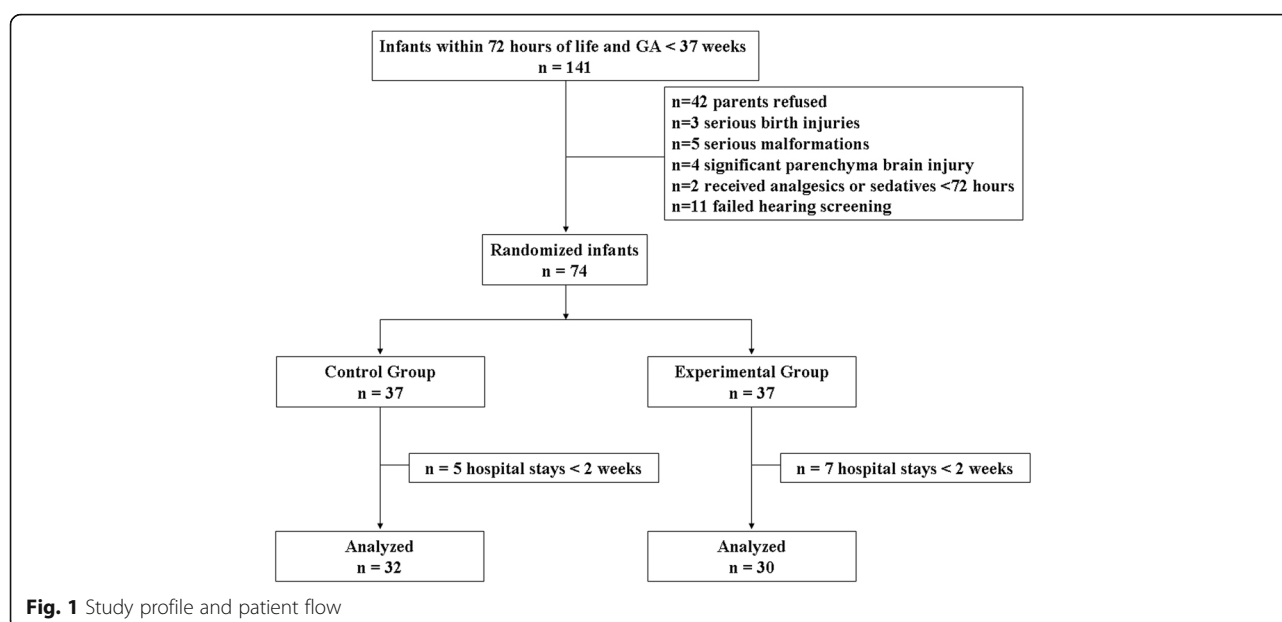 Infants within 72 hours of life and GA < 37 weeks
n = 141
n=42 parents refused
n=3 serious birth injuries
n=5 serious malformations
n=4 significant parenchyma brain injury
n=2 received analgesics or sedatives <72 hours
n=11 failed hearing screening
Randomized infants
n = 74
Control Group
n = 37
Experimental Group
n = 37
n = 5 hospital stays < 2 weeks
n = 7 hospital stays < 2 weeks
Analyzed
n = 32
Analyzed
n = 30
Fig. 1 Study profile and patient flow